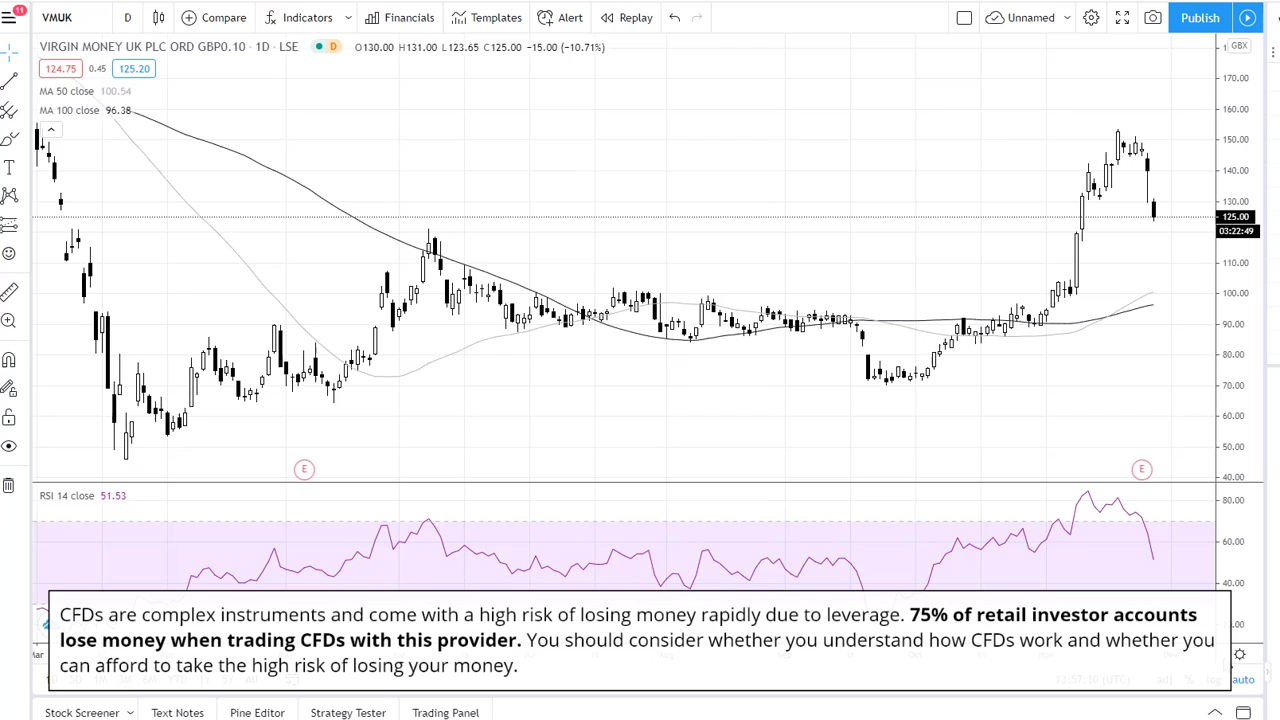 11
VMUK
D
Compare
Indicators
Financials
Templates
Alert
Replay
Unnamed
Publish
VIRGIN MONEY UK PLC ORD GBP0.10 · 1D · LSE
D
O130.00 H131.00 L123.65 C125.00 −15.00 (−10.71%)
GBX
124.75
0.45
125.20
MA 50 close 100.54
MA 100 close 96.38
170.00
160.00
150.00
140.00
130.00
125.00
03:22:49
110.00
100.00
90.00
80.00
70.00
60.00
50.00
40.00
E
E
RSI 14 close 51.53
80.00
60.00
40.00
CFDs are complex instruments and come with a high risk of losing money rapidly due to leverage. 75% of retail investor accounts
lose money when trading CFDs with this provider. You should consider whether you understand how CFDs work and whether you
can afford to take the high risk of losing your money.
auto
Stock Screener
Text Notes
Pine Editor
Strategy Tester
Trading Panel